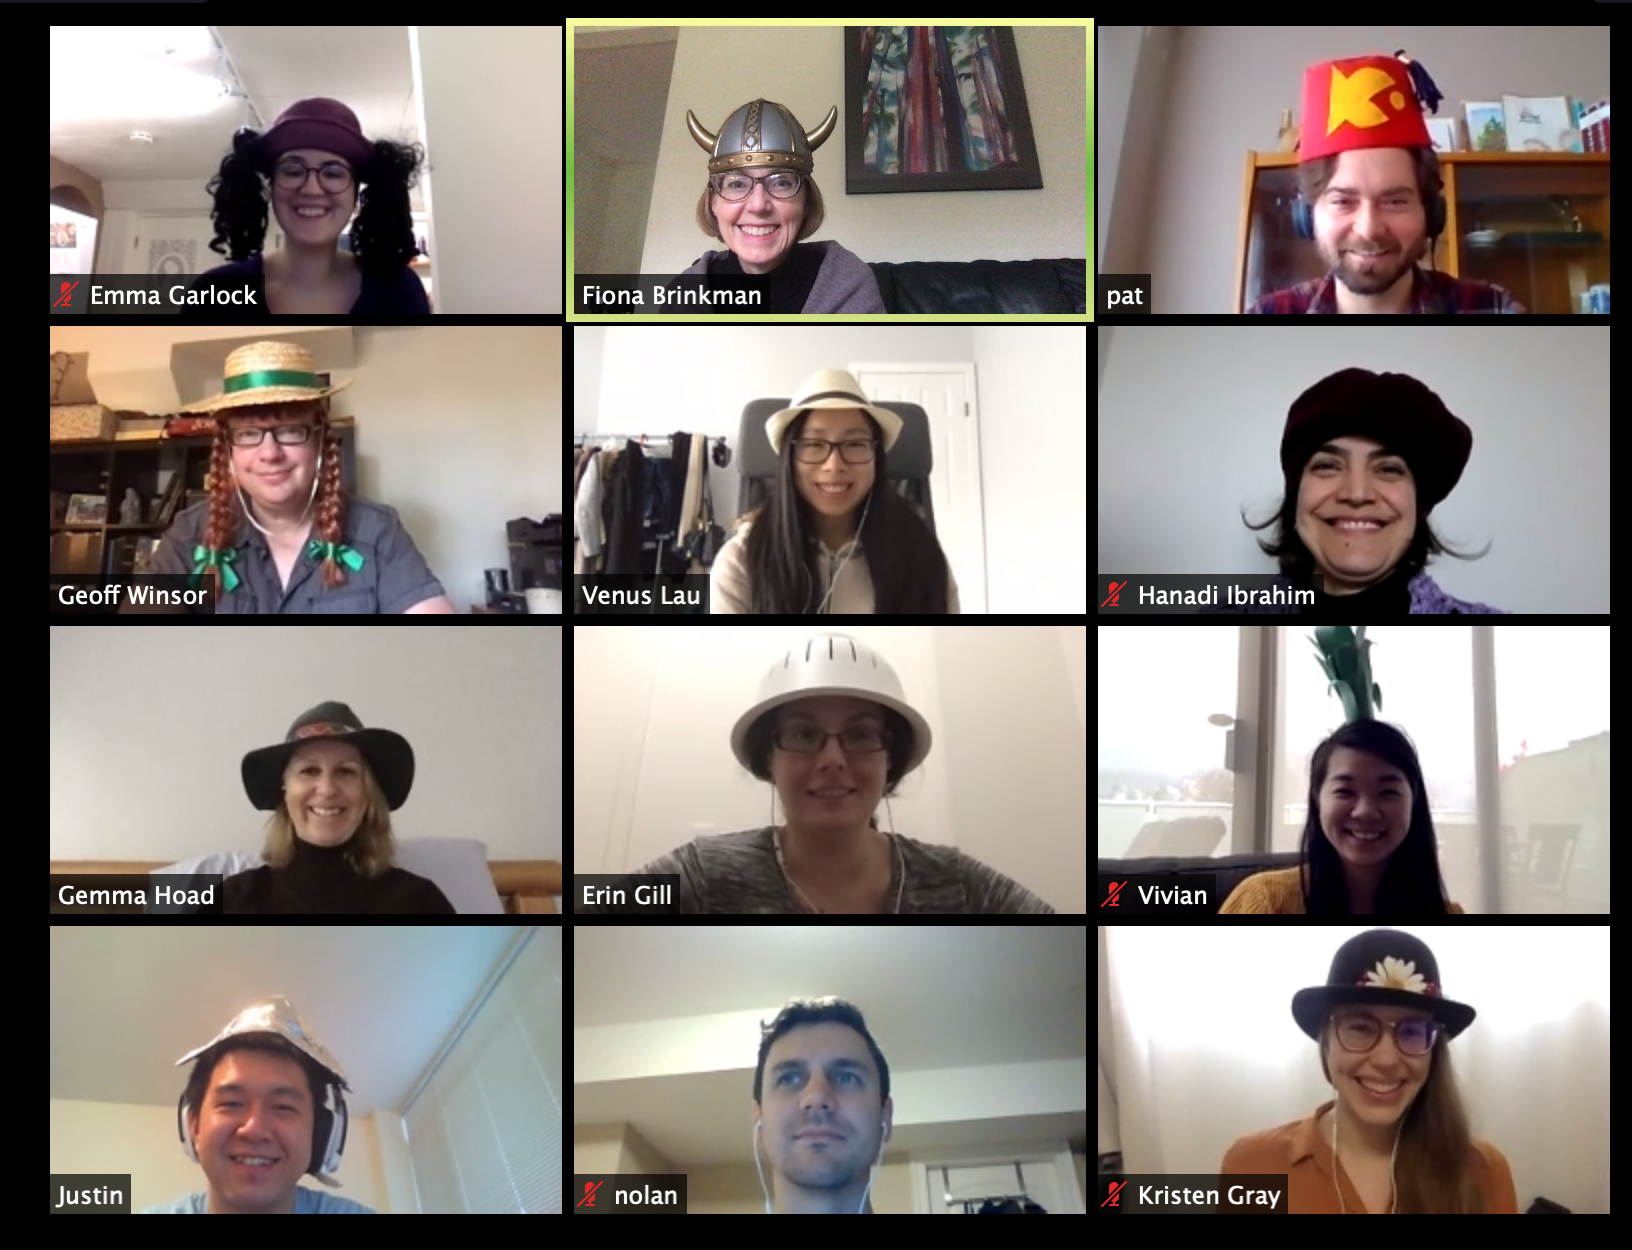 Emma Garlock
Fiona Brinkman
pat
Geoff Winsor
Venus Lau
Hanadi Ibrahim
Gemma Hoad
Erin Gill
Vivian
Justin
nolan
Kristen Gray